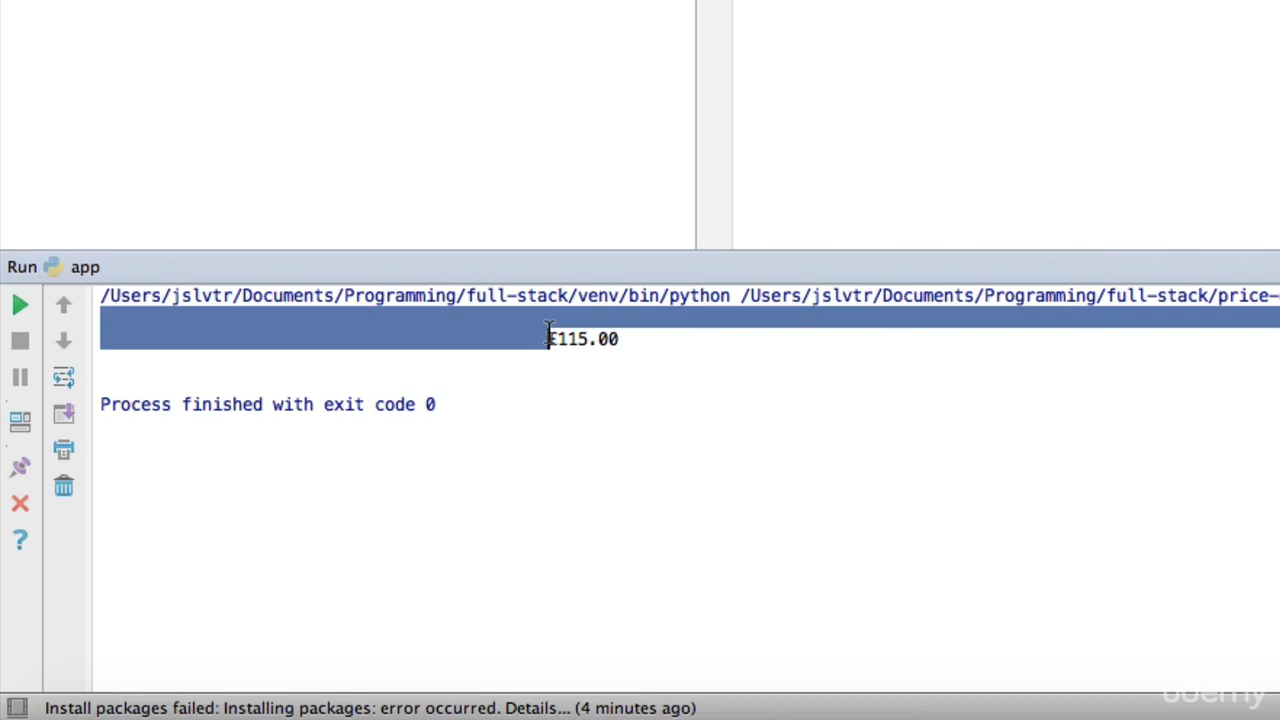 Run app
/Users/jslvtr/Documents/Programming/full-stack/venv/bin/python /Users/jslvtr/Documents/Programming/full-stack/price-
£115.00
Process finished with exit code 0
?
Install packages failed: Installing packages: error occurred. Details... (4 minutes ago)
udemy